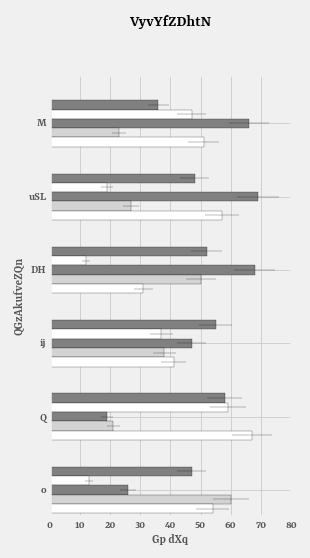 VyvYfZDhtN
M
uSL
DH
ij
Q
o
QGzAkufveZQn
0 10 20 30 40 50 60 70 80
Gp dXq